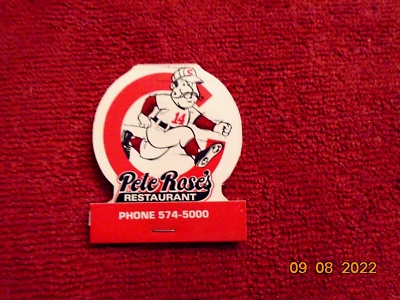 14
Pete Rose's
RESTAURANT
PHONE 574-5000
09 08 2022